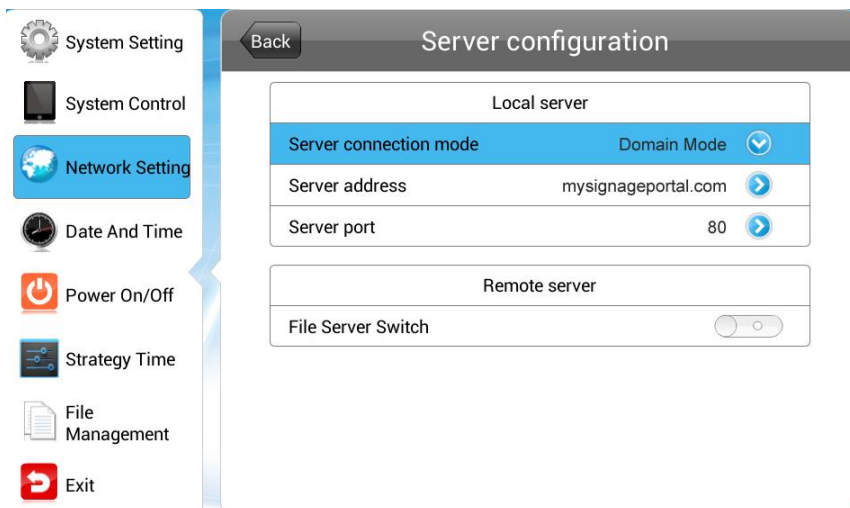 System Setting
System Control
Network Setting
Date And Time
Power On/Off
Strategy Time
File
Management
Exit
Back
Server configuration
Local server
Server connection mode Domain Mode
Server address mysignageportal.com
Server port 80
Remote server
File Server Switch